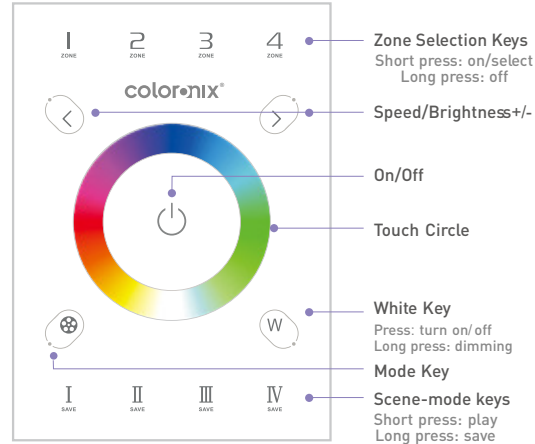 1 2 3 4
ZONE ZONE ZONE ZONE
Zone Selection Keys
Short press: on/select
Long press: off
color•nix®
Speed/Brightness+/-
On/Off
Touch Circle
White Key
Press: turn on/off
Long press: dimming
W
Mode Key
I II III IV
SAVE SAVE SAVE SAVE
Scene-mode keys
Short press: play
Long press: save